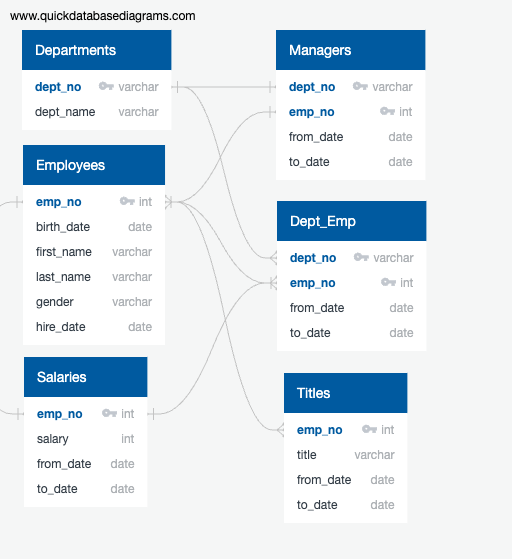 www.quickdatabasediagrams.com
Departments
dept_no varchar
dept_name varchar
Employees
emp_no int
birth_date date
first_name varchar
last_name varchar
gender varchar
hire_date date
Salaries
emp_no int
salary int
from_date date
to_date date
Managers
dept_no varchar
emp_no int
from_date date
to_date date
Dept_Emp
dept_no varchar
emp_no int
from_date date
to_date date
Titles
emp_no int
title varchar
from_date date
to_date date